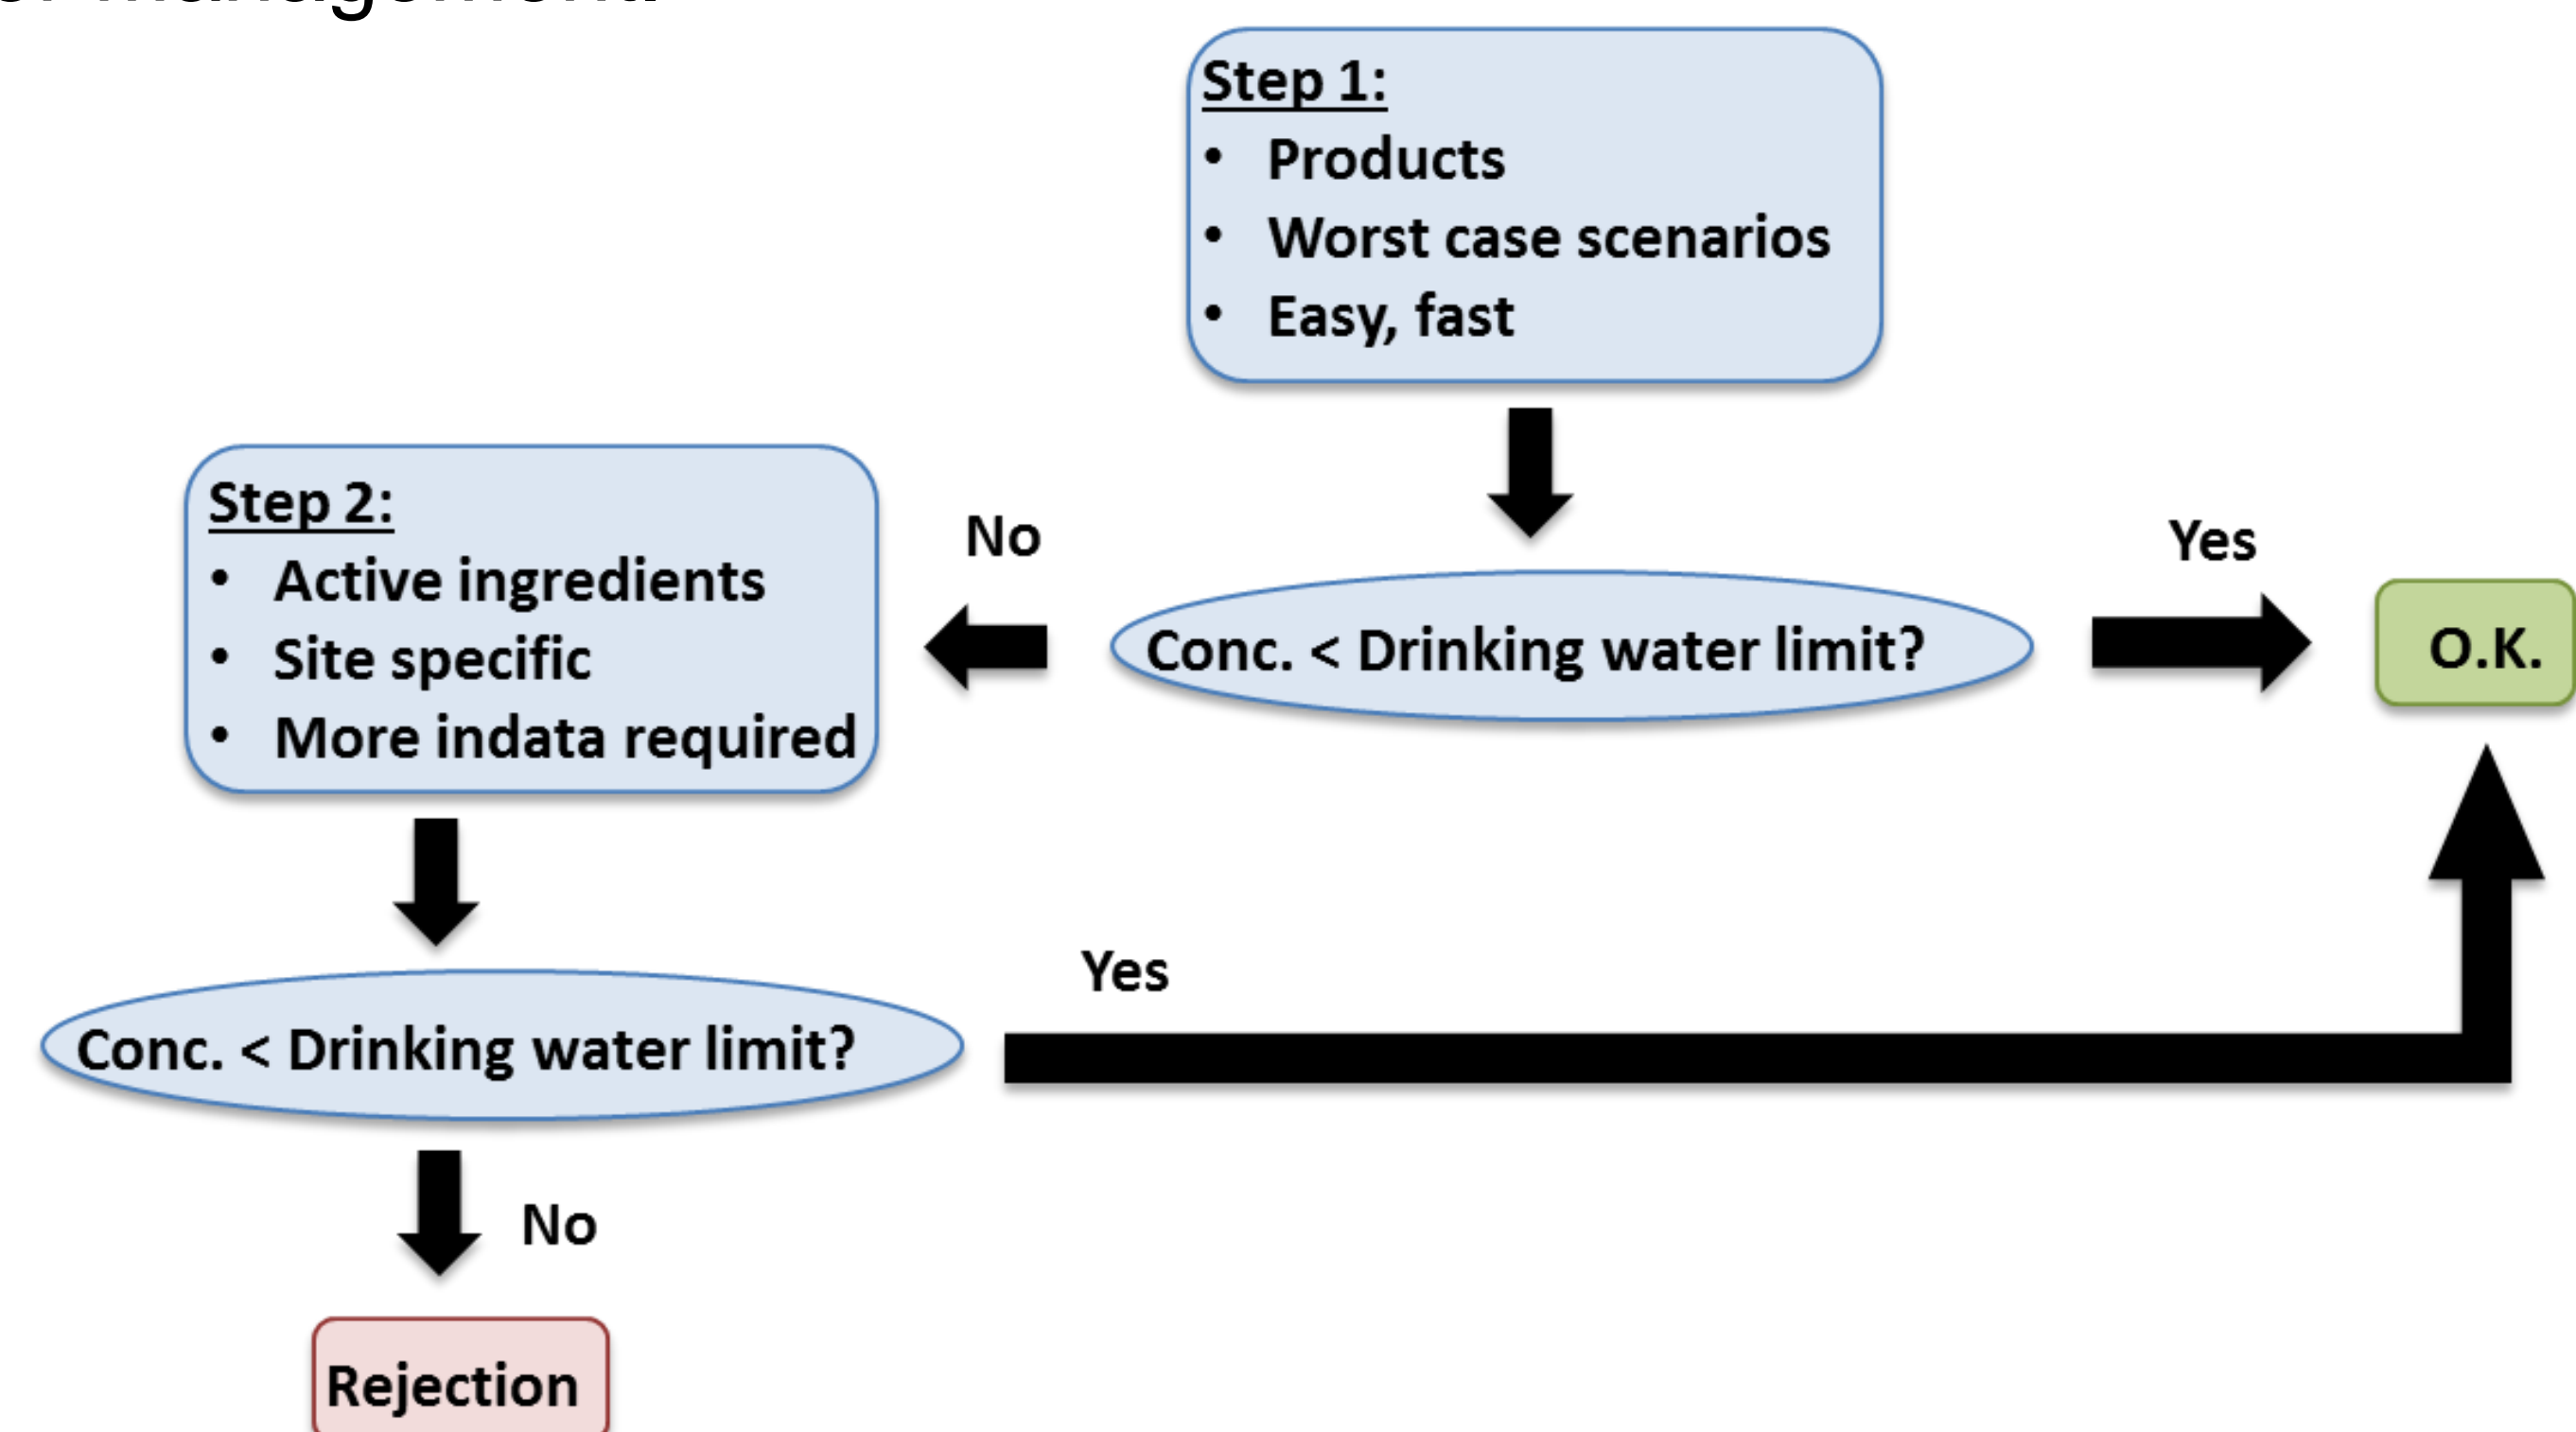 management.
Step 1:
• Products
• Worst case scenarios
• Easy, fast
Step 2:
• Active ingredients
• Site specific
• More indata required
No
Conc. < Drinking water limit?
Yes
O.K.
Conc. < Drinking water limit?
Yes
No
Rejection